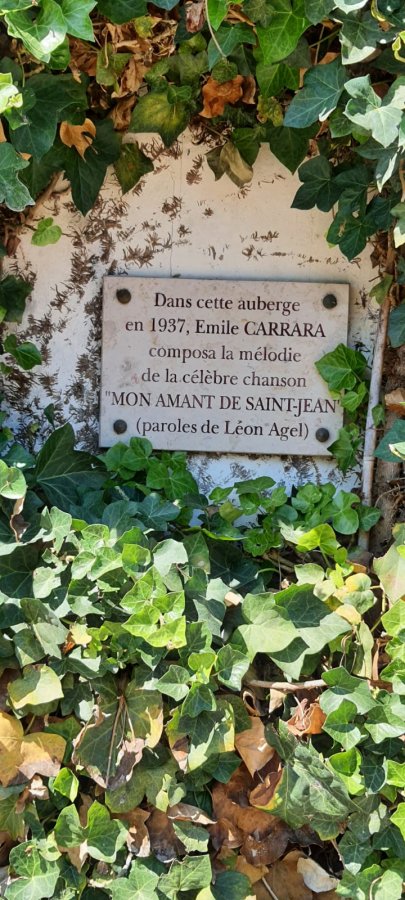 Dans cette auberge
en 1937, Emile CARRARA
composa la mélodie
de la célèbre chanson
"MON AMANT DE SAINT-JEAN"
(paroles de Léon Agel)